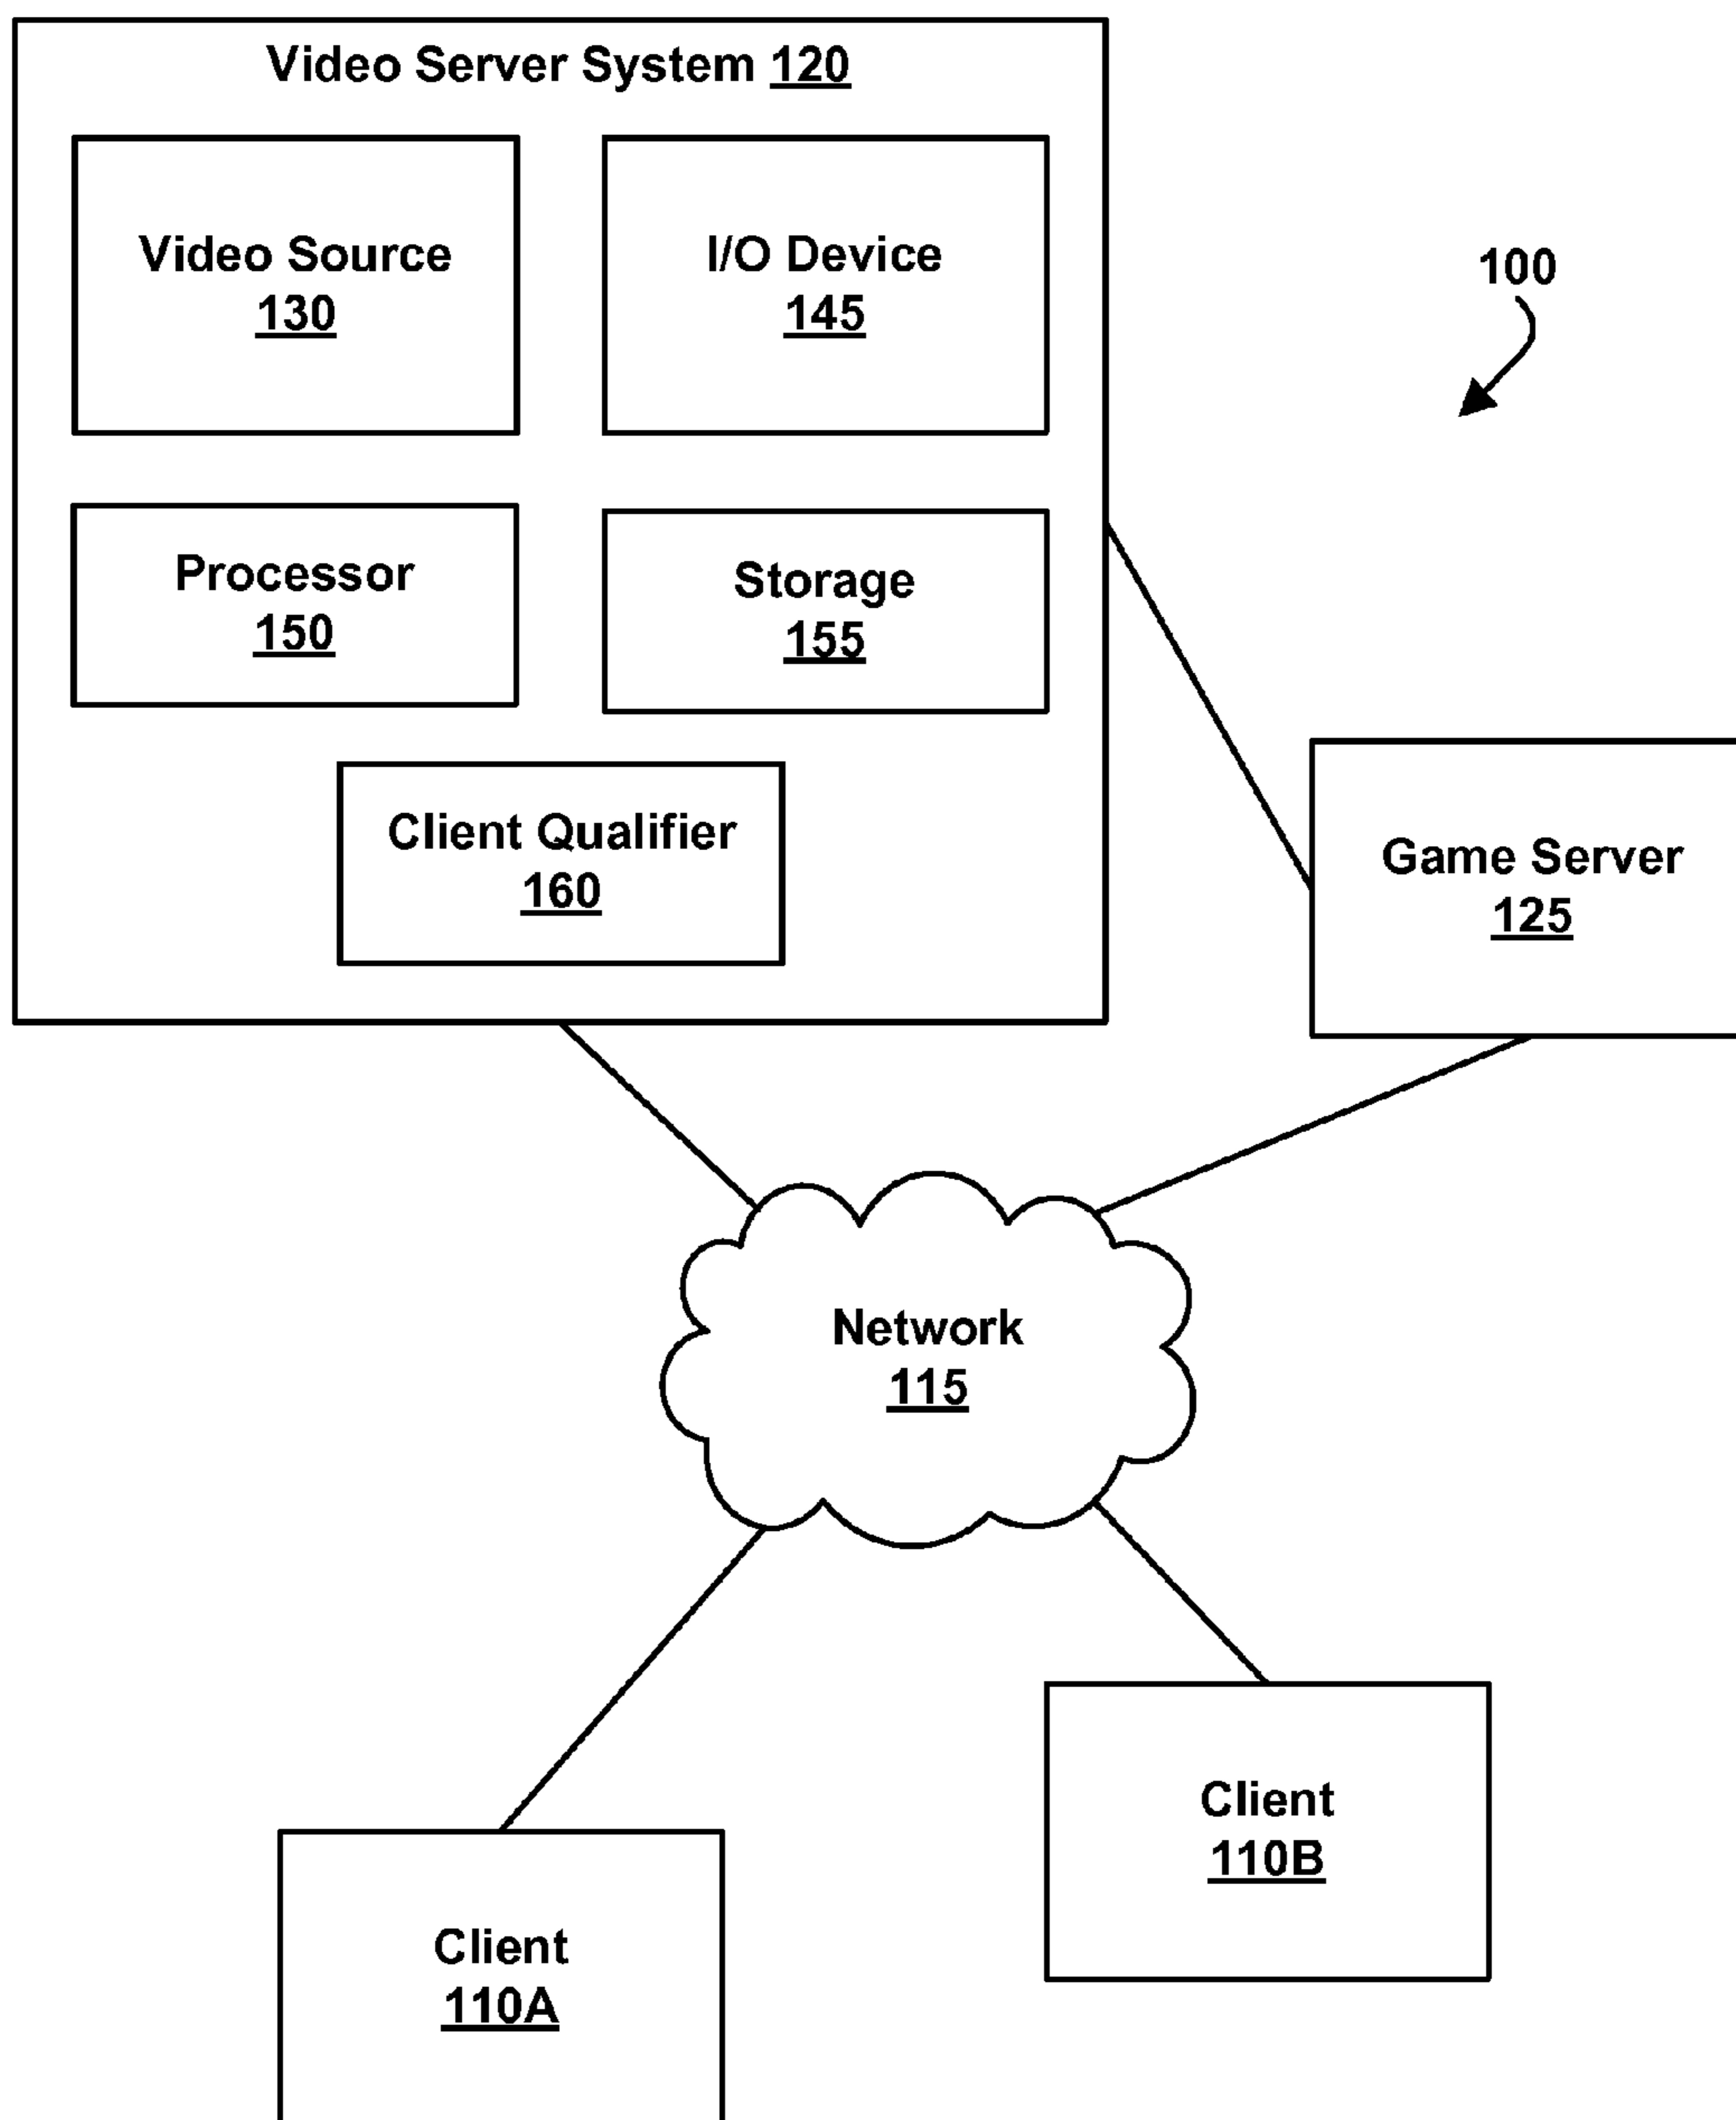 Video Server System 120
Video Source
130
I/O Device
145
100
Processor
150
Storage
155
Client Qualifier
160
Game Server
125
Network
115
Client
110B
Client
110A